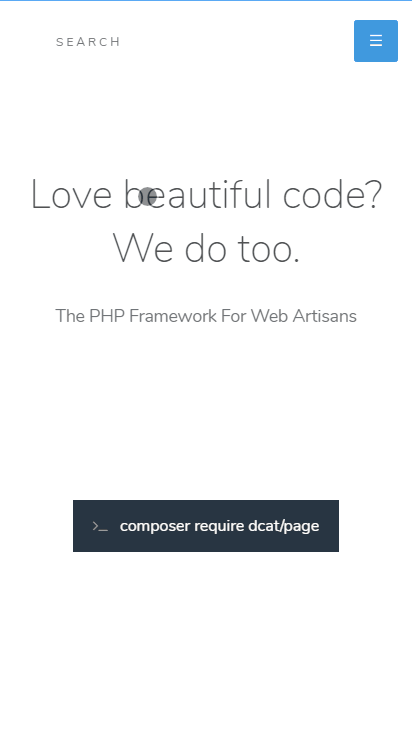 SEARCH
Love beautiful code?
We do too.
The PHP Framework For Web Artisans
>_ composer require dcat/page